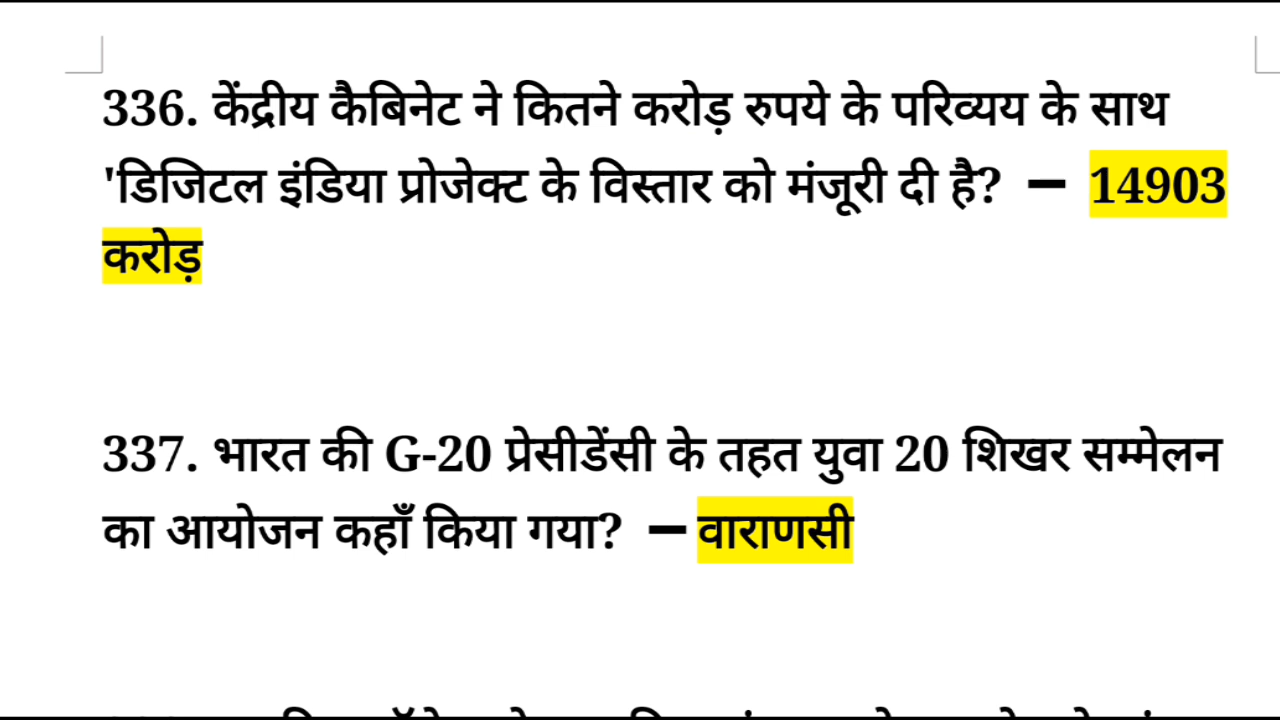 336. केंद्रीय कैबिनेट ने कितने करोड़ रुपये के परिव्यय के साथ
'डिजिटल इंडिया प्रोजेक्ट के विस्तार को मंजूरी दी है? — 14903
करोड़
337. भारत की G-20 प्रेसीडेंसी के तहत युवा 20 शिखर सम्मेलन
का आयोजन कहाँ किया गया? — वाराणसी